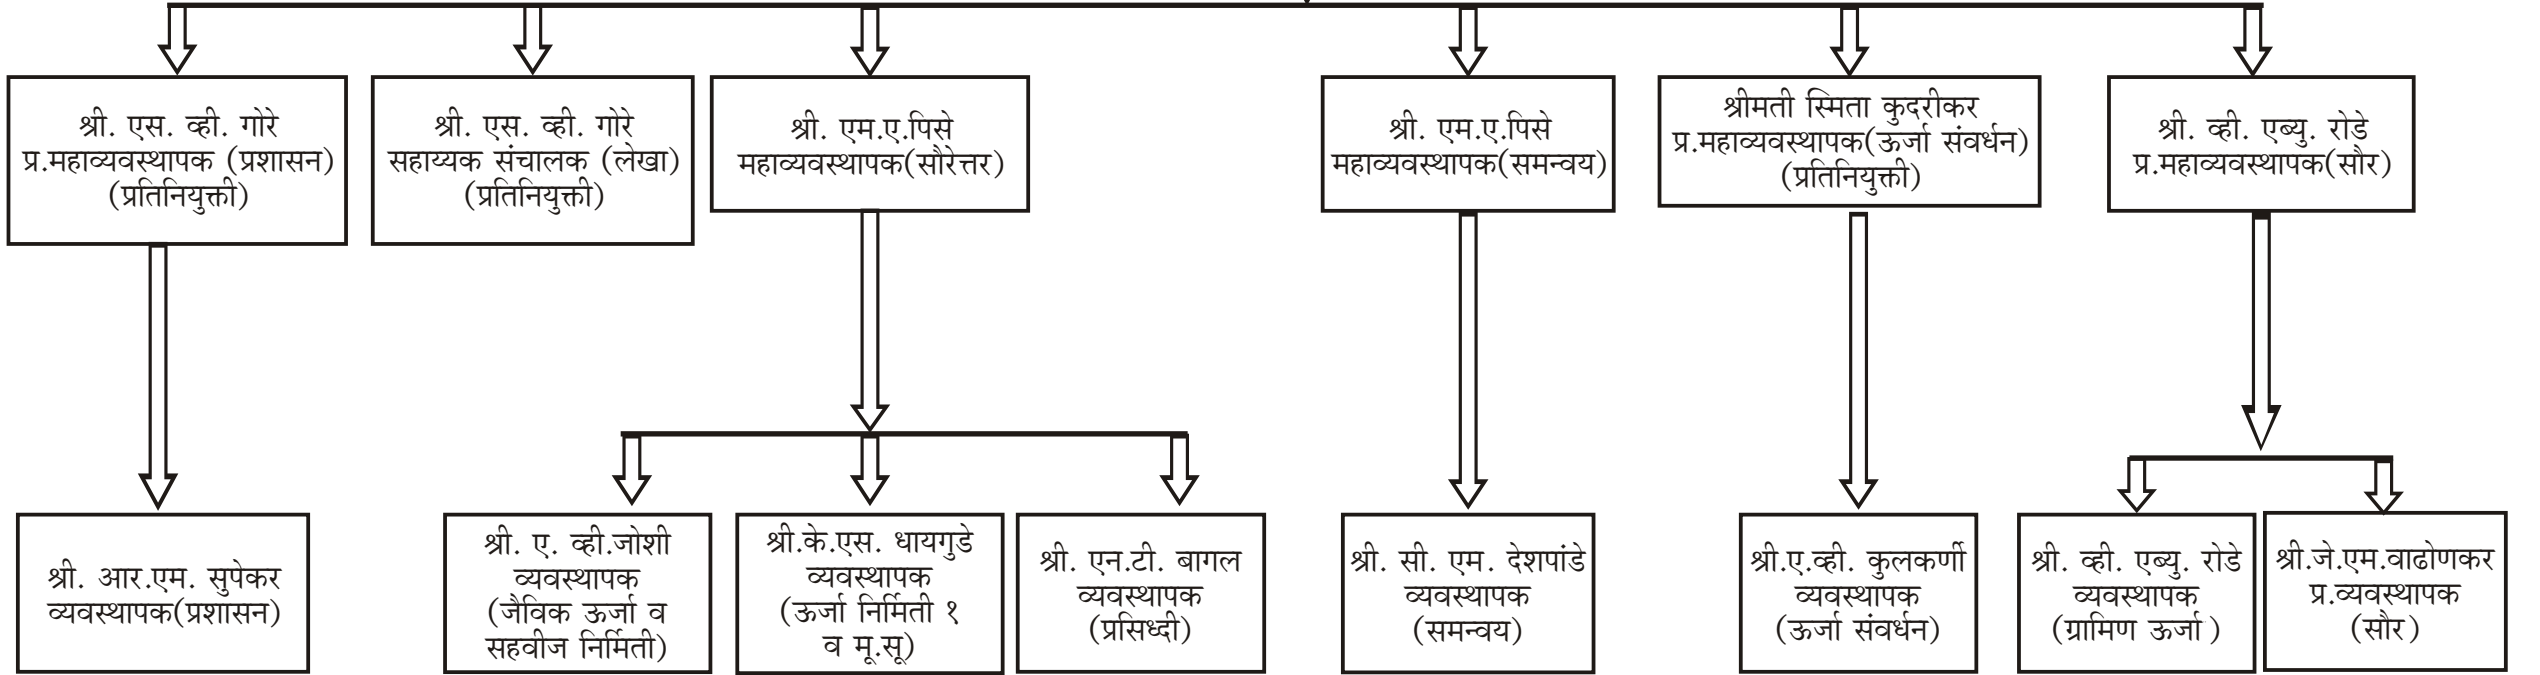 श्री. एस. व्ही. गोरे
प्र.महाव्यवस्थापक (प्रशासन)
(प्रतिनियुक्ती)
श्री. एस. व्ही. गोरे
सहाय्यक संचालक (लेखा)
(प्रतिनियुक्ती)
श्री. एम.ए.पिसे
महाव्यवस्थापक(सौरेत्तर)
श्री. एम.ए.पिसे
महाव्यवस्थापक(समन्वय)
श्रीमती स्मिता कुदरीकर
प्र.महाव्यवस्थापक(ऊर्जा संवर्धन)
(प्रतिनियुक्ती)
श्री. व्ही. एब्यु. रोडे
प्र.महाव्यवस्थापक(सौर)
श्री. आर.एम. सुपेकर
व्यवस्थापक(प्रशासन)
श्री. ए. व्ही.जोशी
व्यवस्थापक
(जैविक ऊर्जा व
सहवीज निर्मिती)
श्री.के.एस. धायगुडे
व्यवस्थापक
(ऊर्जा निर्मिती १
व मू.सू)
श्री. एन.टी. बागल
व्यवस्थापक
(प्रसिध्दी)
श्री. सी. एम. देशपांडे
व्यवस्थापक
(समन्वय)
श्री.ए.व्ही. कुलकर्णी
व्यवस्थापक
(ऊर्जा संवर्धन)
श्री. व्ही. एब्यु. रोडे
व्यवस्थापक
(ग्रामिण ऊर्जा )
श्री.जे.एम.वाढोणकर
प्र.व्यवस्थापक
(सौर)